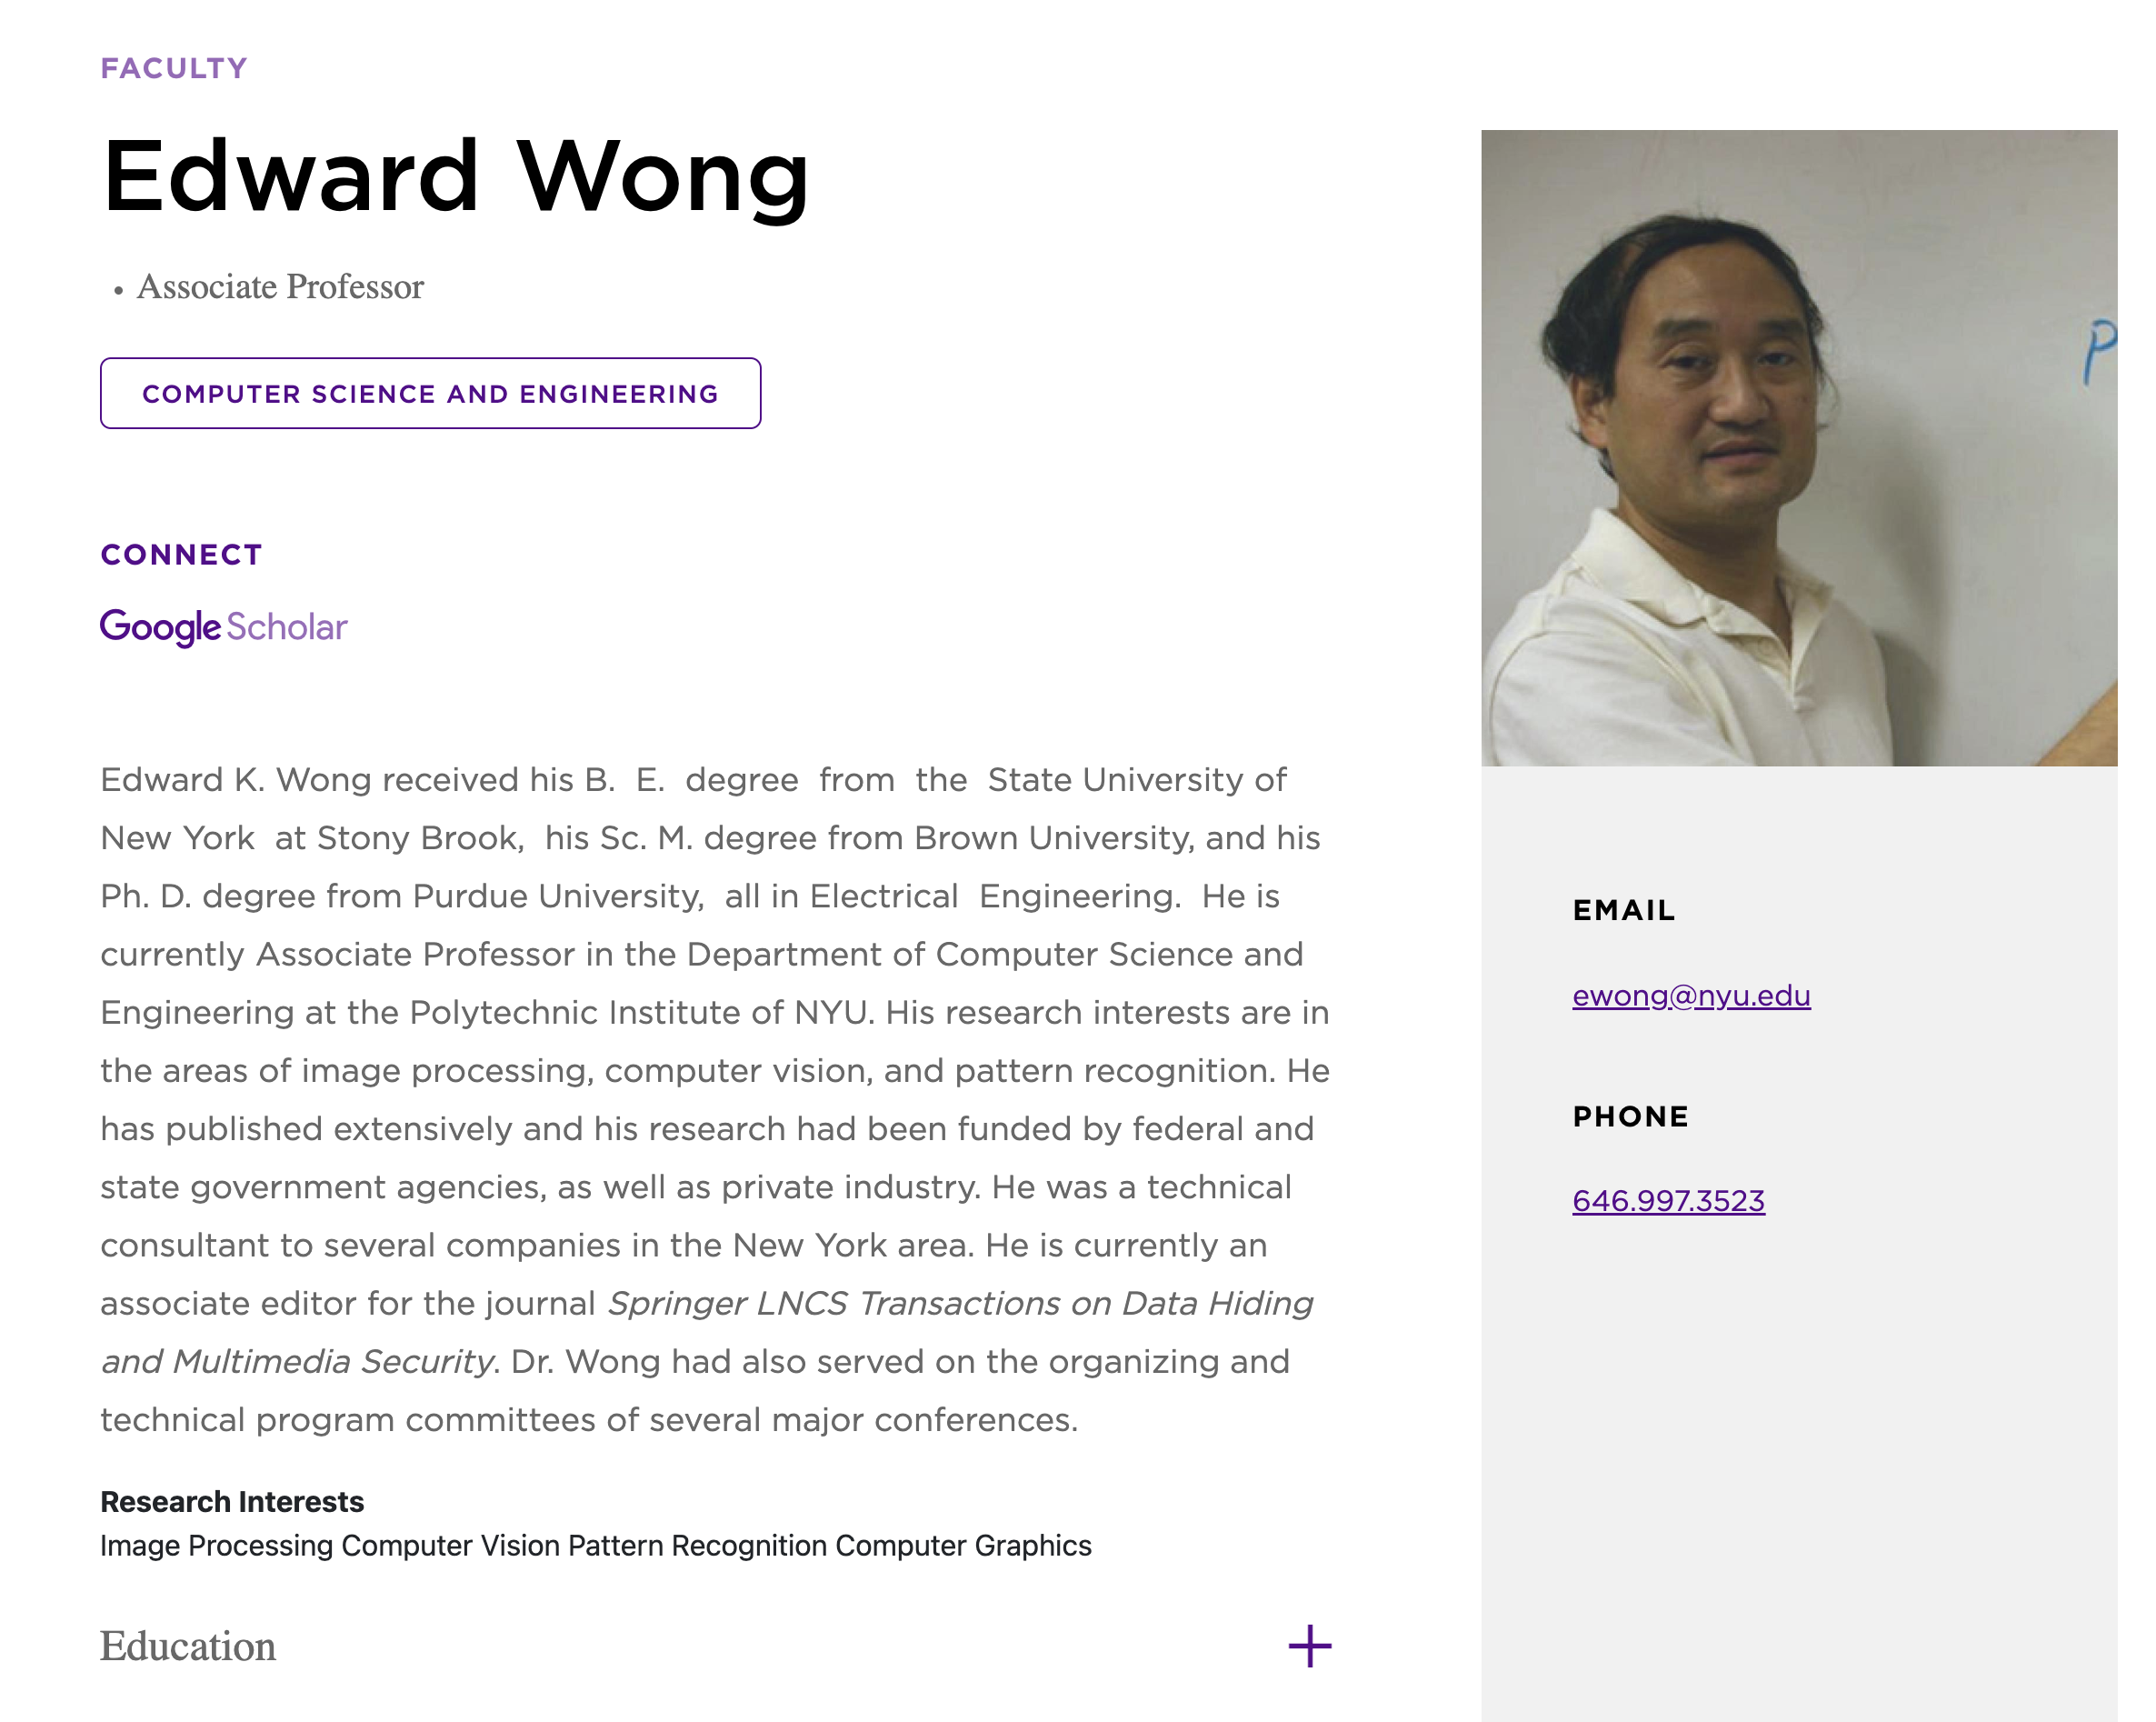 FACULTY
Edward Wong
• Associate Professor
COMPUTER SCIENCE AND ENGINEERING
CONNECT
Google Scholar
Edward K. Wong received his B. E. degree from the State University of
New York at Stony Brook, his Sc. M. degree from Brown University, and his
Ph. D. degree from Purdue University, all in Electrical Engineering. He is
currently Associate Professor in the Department of Computer Science and
Engineering at the Polytechnic Institute of NYU. His research interests are in
the areas of image processing, computer vision, and pattern recognition. He
has published extensively and his research had been funded by federal and
state government agencies, as well as private industry. He was a technical
consultant to several companies in the New York area. He is currently an
associate editor for the journal Springer LNCS Transactions on Data Hiding
and Multimedia Security. Dr. Wong had also served on the organizing and
technical program committees of several major conferences.
Research Interests
Image Processing Computer Vision Pattern Recognition Computer Graphics
Education
P
EMAIL
ewong@nyu.edu
PHONE
646.997.3523